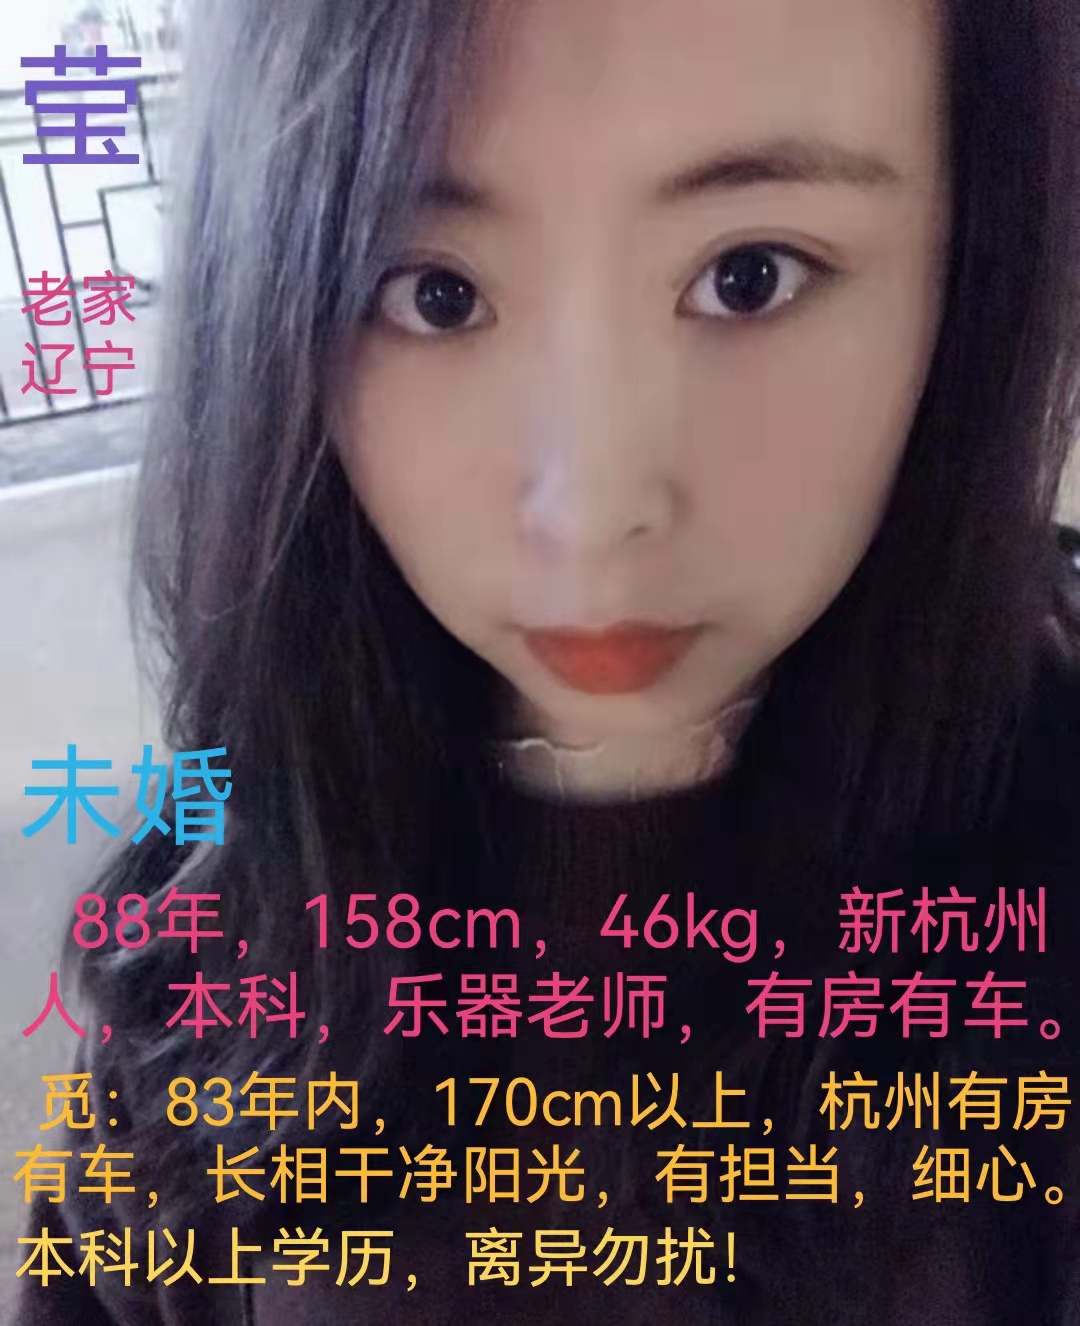 莹
老家
辽宁
未婚
88年，158cm，46kg，新杭州
人，本科，乐器老师，有房有车。
觅：83年内，170cm以上，杭州有房
有车，长相干净阳光，有担当，细心。
本科以上学历，离异勿扰！